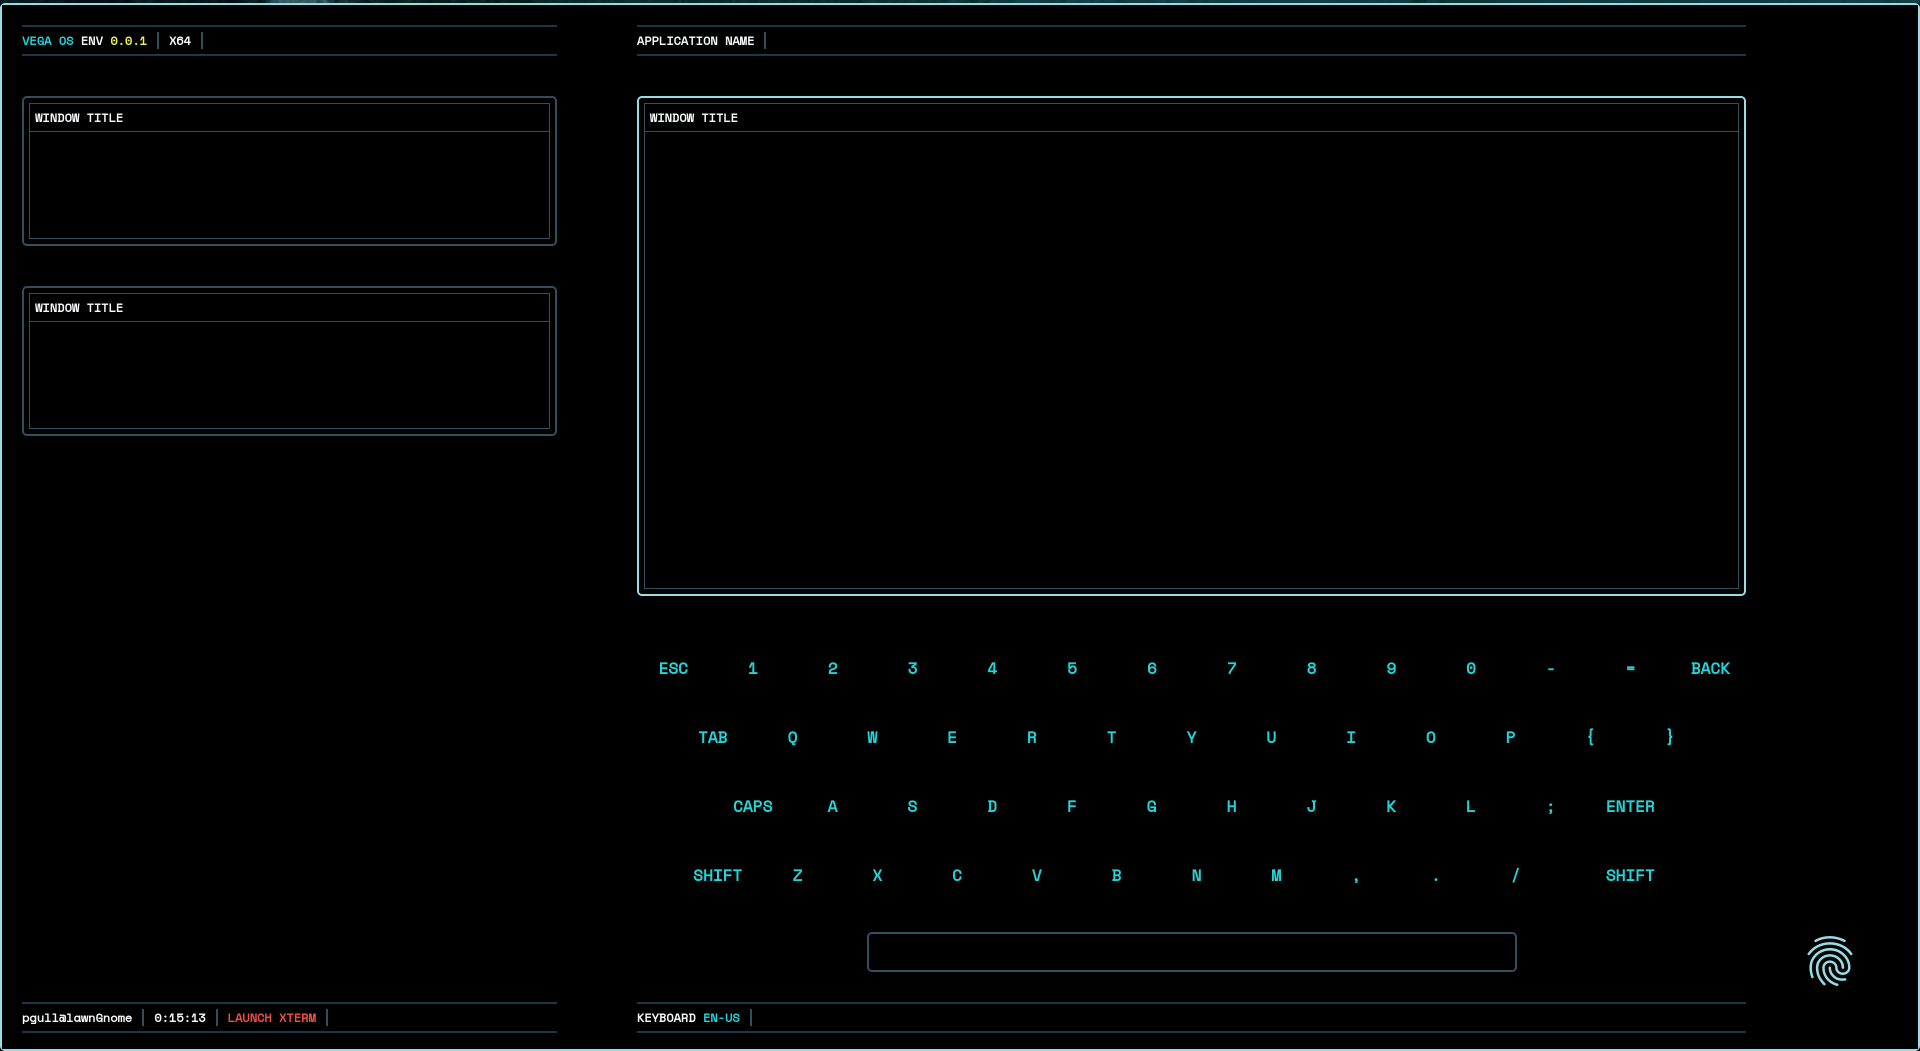 VEGA OS ENV 0.0.1 X64
APPLICATION NAME
WINDOW TITLE
WINDOW TITLE
WINDOW TITLE
ESC 1 2 3 4 5 6 7 8 9 0 - = BACK
TAB Q W E R T Y U I O P { }
CAPS A S D F G H J K L ; ENTER
SHIFT Z X C V B N M , . / SHIFT
pgull@lawnGnome 0:15:13 LAUNCH XTERM
KEYBOARD EN-US